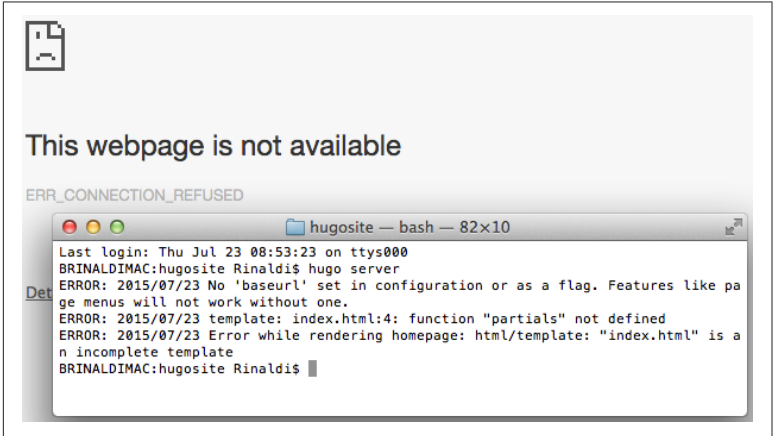 This webpage is not available
ERR_CONNECTION_REFUSED
hugosite — bash — 82×10
Last login: Thu Jul 23 08:53:23 on ttys000
BRINALDIMAC:hugosite Rinaldi$ hugo server
Det
ERROR: 2015/07/23 No 'baseurl' set in configuration or as a flag. Features like pa
ge menus will not work without one.
ERROR: 2015/07/23 template: index.html:4: function "partials" not defined
ERROR: 2015/07/23 Error while rendering homepage: html/template: "index.html" is a
n incomplete template
BRINALDIMAC:hugosite Rinaldi$